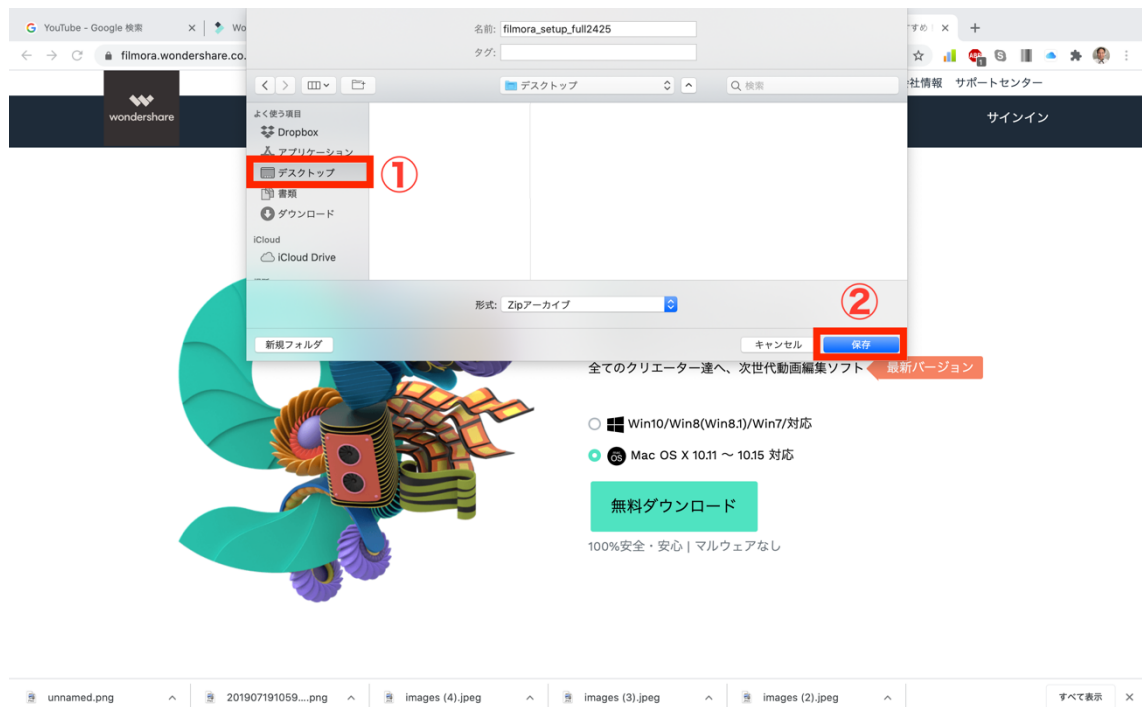 YouTube - Google 検索
Wo
すめ
名前: filmora_setup_full2425
タグ:
filmora.wondershare.co.
デスクトップ
検索
社情報 サポートセンター
wondershare
サインイン
よく使う項目
Dropbox
アプリケーション
デスクトップ
①
書類
ダウンロード
iCloud
iCloud Drive
形式: Zipアーカイブ
②
新規フォルダ
キャンセル
保存
全てのクリエーター達へ、次世代動画編集ソフト
最新バージョン
Win10/Win8(Win8.1)/Win7/対応
Mac OS X 10.11 ~ 10.15 対応
無料ダウンロード
100%安全・安心 | マルウェアなし
unnamed.png
201907191059....png
images (4).jpeg
images (3).jpeg
images (2).jpeg
すべて表示